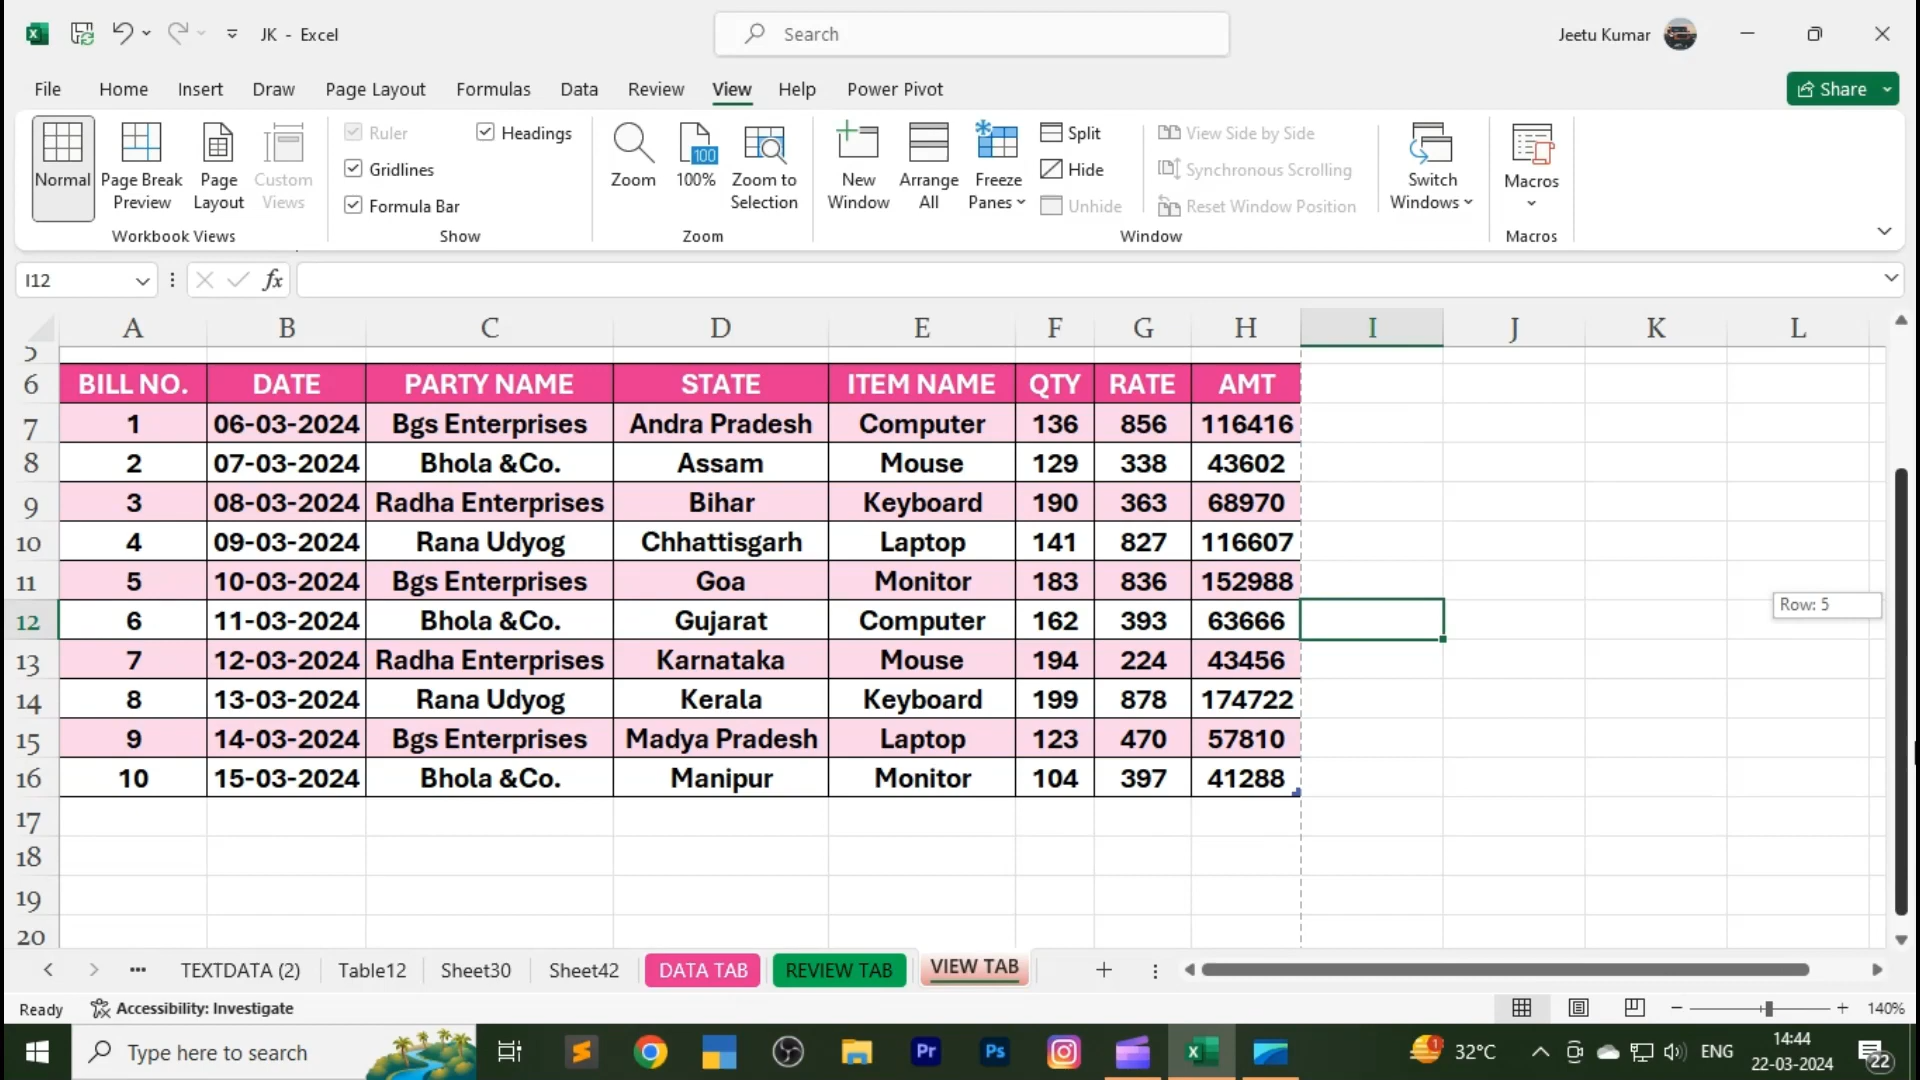 JK - Excel
Search
Jeetu Kumar
File Home Insert Draw Page Layout Formulas Data Review View Help Power Pivot
Share
Normal
Page Break Preview
Page Layout
Custom Views
Workbook Views
Ruler
Gridlines
Formula Bar
Headings
Show
Zoom
100
100%
Zoom to Selection
Zoom
New Window
Arrange All
Freeze Panes
Split
Hide
Unhide
View Side by Side
Synchronous Scrolling
Reset Window Position
Window
Switch Windows
Macros
Macros
I12
fx
A B C D E F G H I J K L
5
6 BILL NO. DATE PARTY NAME STATE ITEM NAME QTY RATE AMT
7 1 06-03-2024 Bgs Enterprises Andra Pradesh Computer 136 856 116416
8 2 07-03-2024 Bhola &Co. Assam Mouse 129 338 43602
9 3 08-03-2024 Radha Enterprises Bihar Keyboard 190 363 68970
10 4 09-03-2024 Rana Udyog Chhattisgarh Laptop 141 827 116607
11 5 10-03-2024 Bgs Enterprises Goa Monitor 183 836 152988
Row: 5
12 6 11-03-2024 Bhola &Co. Gujarat Computer 162 393 63666
13 7 12-03-2024 Radha Enterprises Karnataka Mouse 194 224 43456
14 8 13-03-2024 Rana Udyog Kerala Keyboard 199 878 174722
15 9 14-03-2024 Bgs Enterprises Madya Pradesh Laptop 123 470 57810
16 10 15-03-2024 Bhola &Co. Manipur Monitor 104 397 41288
17
18
19
20
TEXTDATA (2) Table12 Sheet30 Sheet42 DATA TAB REVIEW TAB VIEW TAB
Ready Accessibility: Investigate 140%
Type here to search
Pr
Ps
1
32°C
ENG
14:44
22-03-2024
22